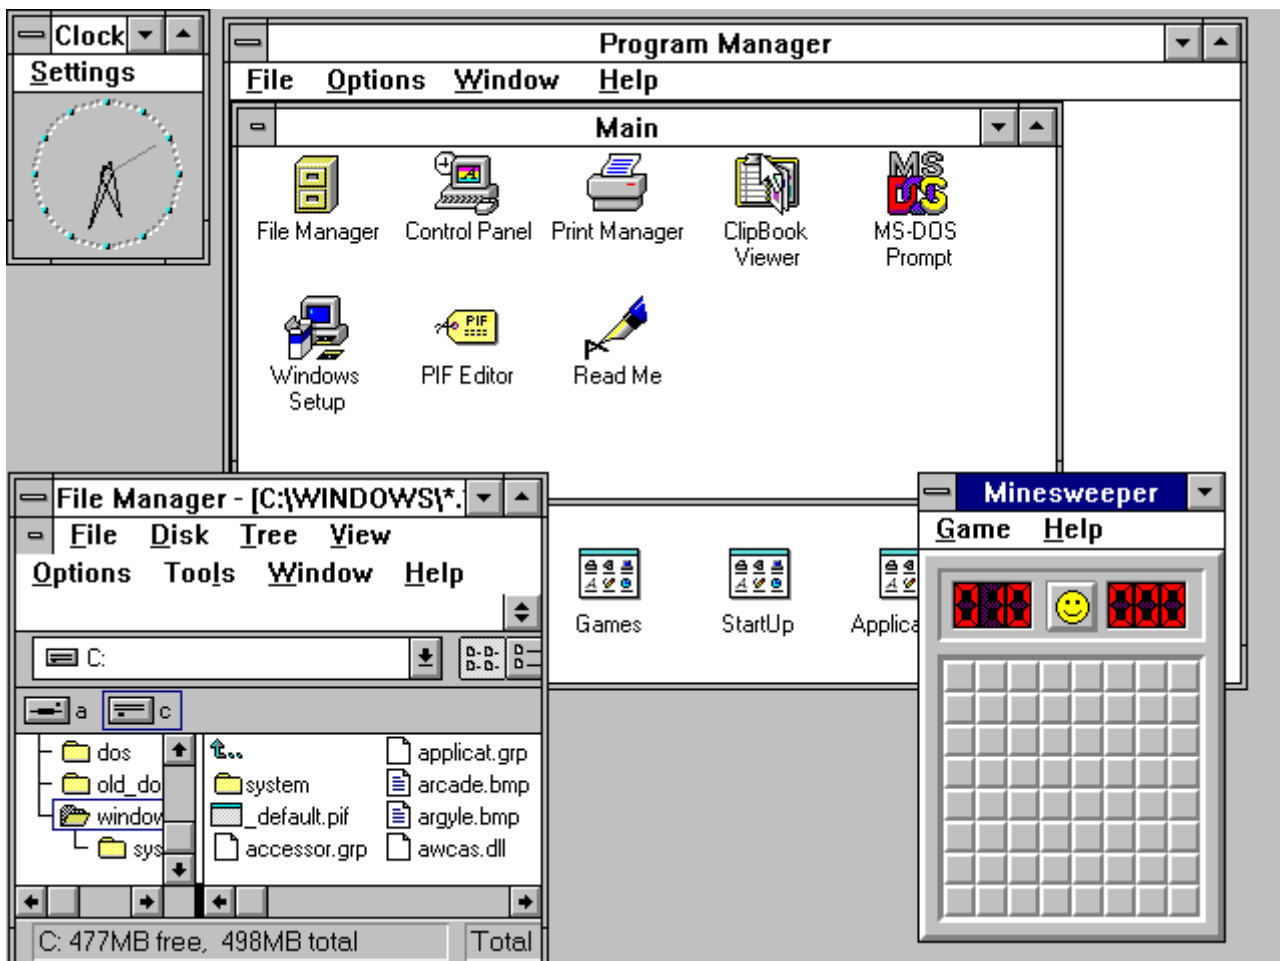 Clock
Settings
Program Manager
File Options Window Help
Main
File Manager
Control Panel
Print Manager
ClipBook
Viewer
MS-DOS
Prompt
Windows
Setup
PIF
PIF Editor
Read Me
File Manager - [C:\WINDOWS\*.
File Disk Tree View
Options Tools Window Help
C:
a c
dos
old_do
window
sys
system
_default.pif
accessor.grp
applicat.grp
arcade.bmp
argyle.bmp
awcas.dll
C: 477MB free, 498MB total
Total
Games
StartUp
Applica
Minesweeper
Game Help